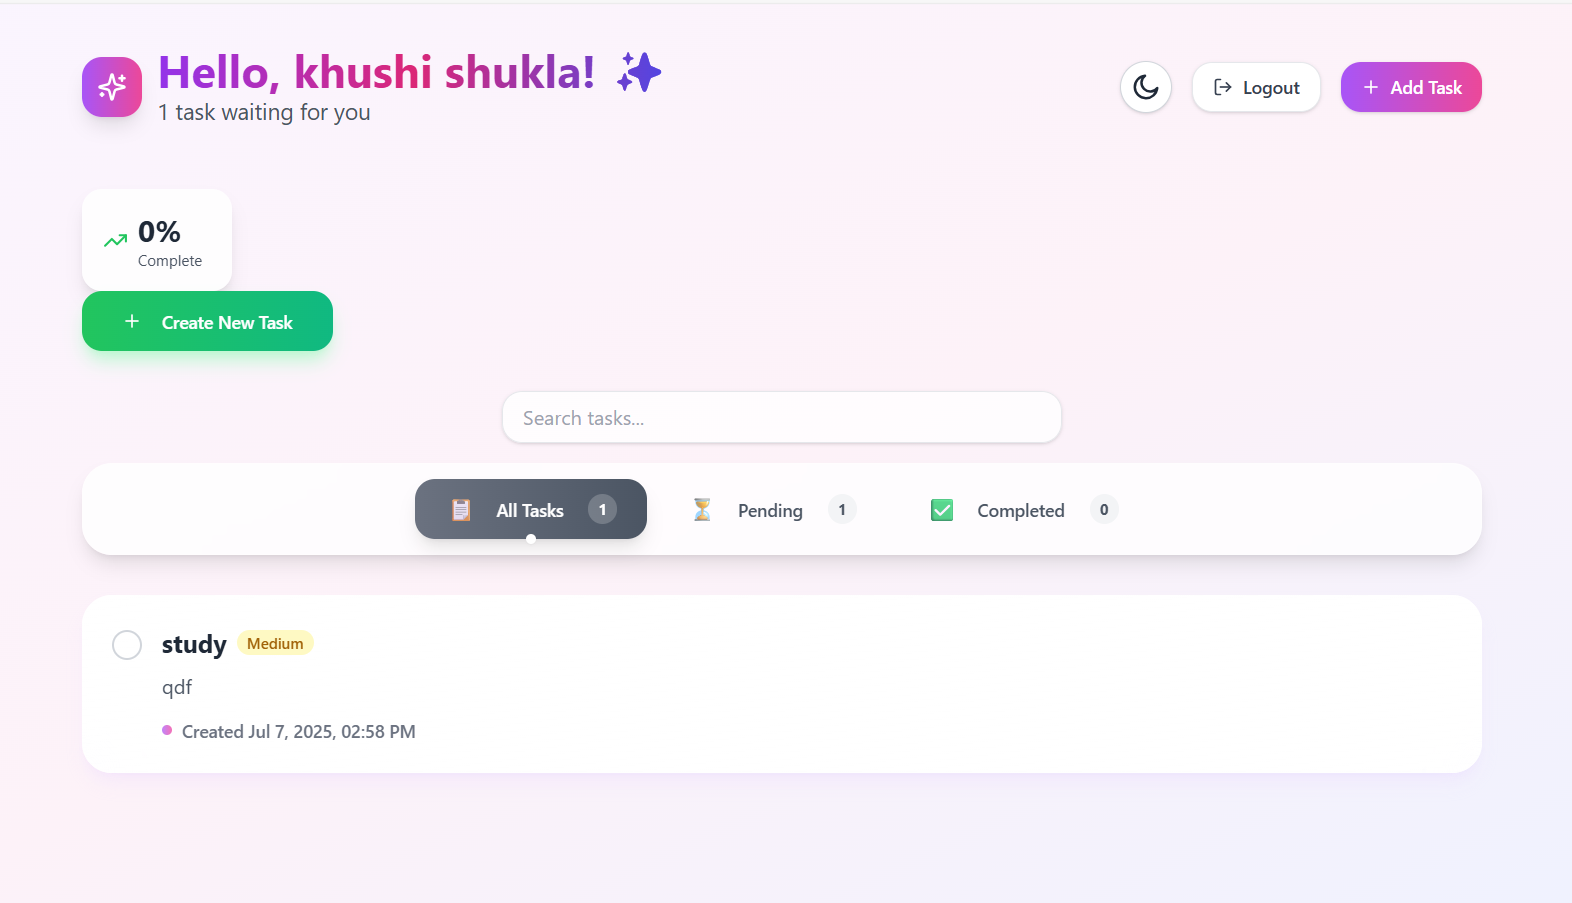 Hello, khushi shukla!
1 task waiting for you
Logout
Add Task
0%
Complete
Create New Task
Search tasks...
All Tasks 1
Pending 1
Completed 0
study Medium
qdf
Created Jul 7, 2025, 02:58 PM